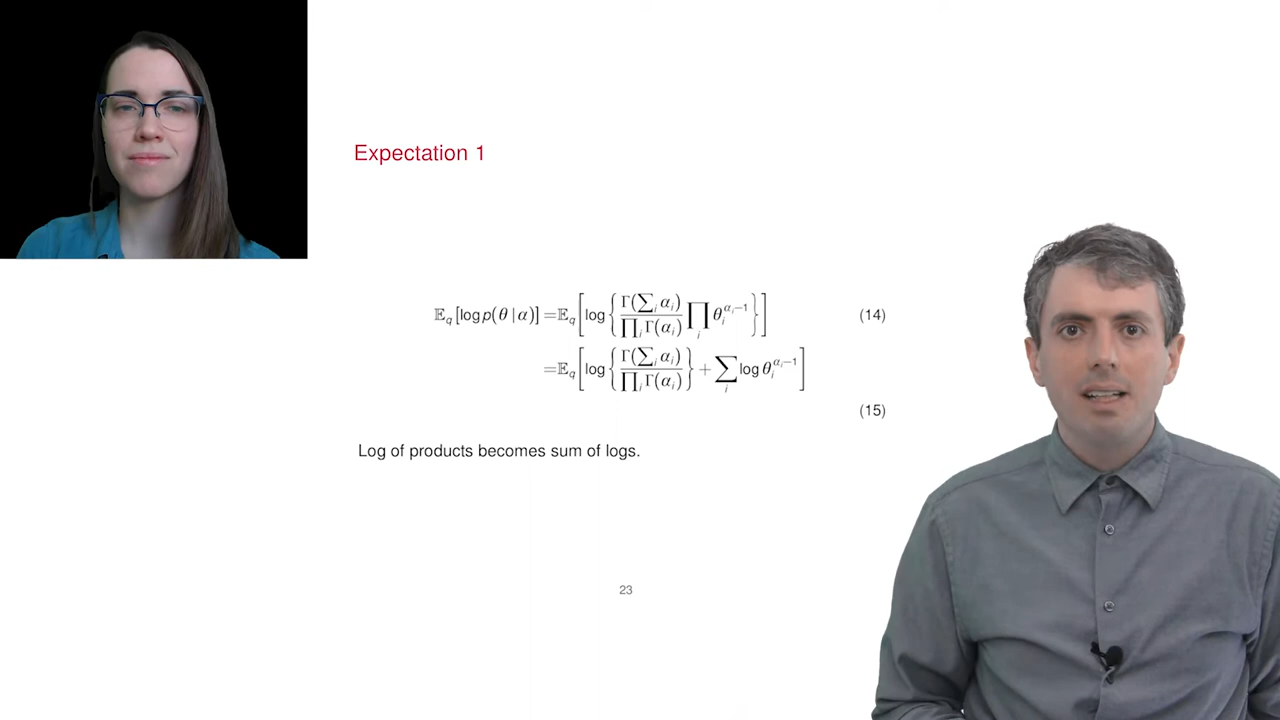 Expectation 1
𝔼_q[log p(θ | α)] = 𝔼_q[log{Γ(∑_i α_i) / ∏_i Γ(α_i) ∏_i θ_i^{α_i−1}}] (14)
= 𝔼_q[log{Γ(∑_i α_i) / ∏_i Γ(α_i)} + ∑_i log θ_i^{α_i−1}]
(15)
Log of products becomes sum of logs.
23